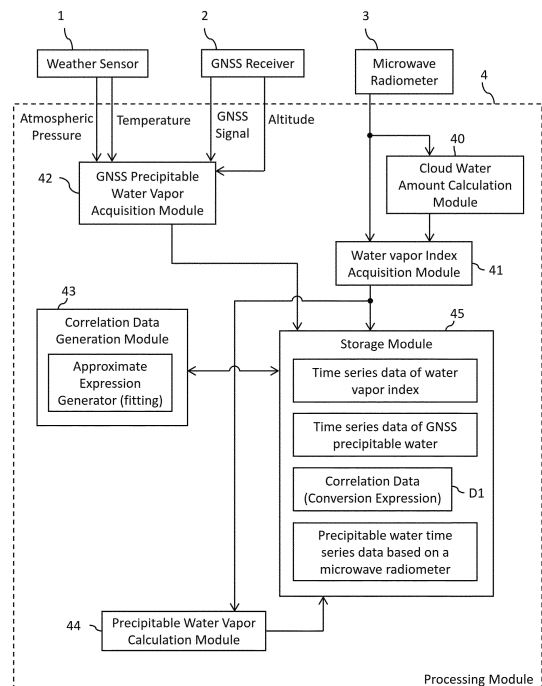 1
2
3
Weather Sensor
GNSS Receiver
Microwave
Radiometer
4
Atmospheric
Pressure
Temperature
GNSS
Signal
Altitude
40
Cloud Water
Amount Calculation
Module
42
GNSS Precipitable
Water Vapor
Acquisition Module
Water vapor Index
Acquisition Module
41
43
Correlation Data
Generation Module
Approximate
Expression
Generator (fitting)
45
Storage Module
Time series data of water
vapor index
Time series data of GNSS
precipitable water
Correlation Data
(Conversion Expression)
D1
Precipitable water time
series data based on a
microwave radiometer
44
Precipitable Water Vapor
Calculation Module
Processing Module